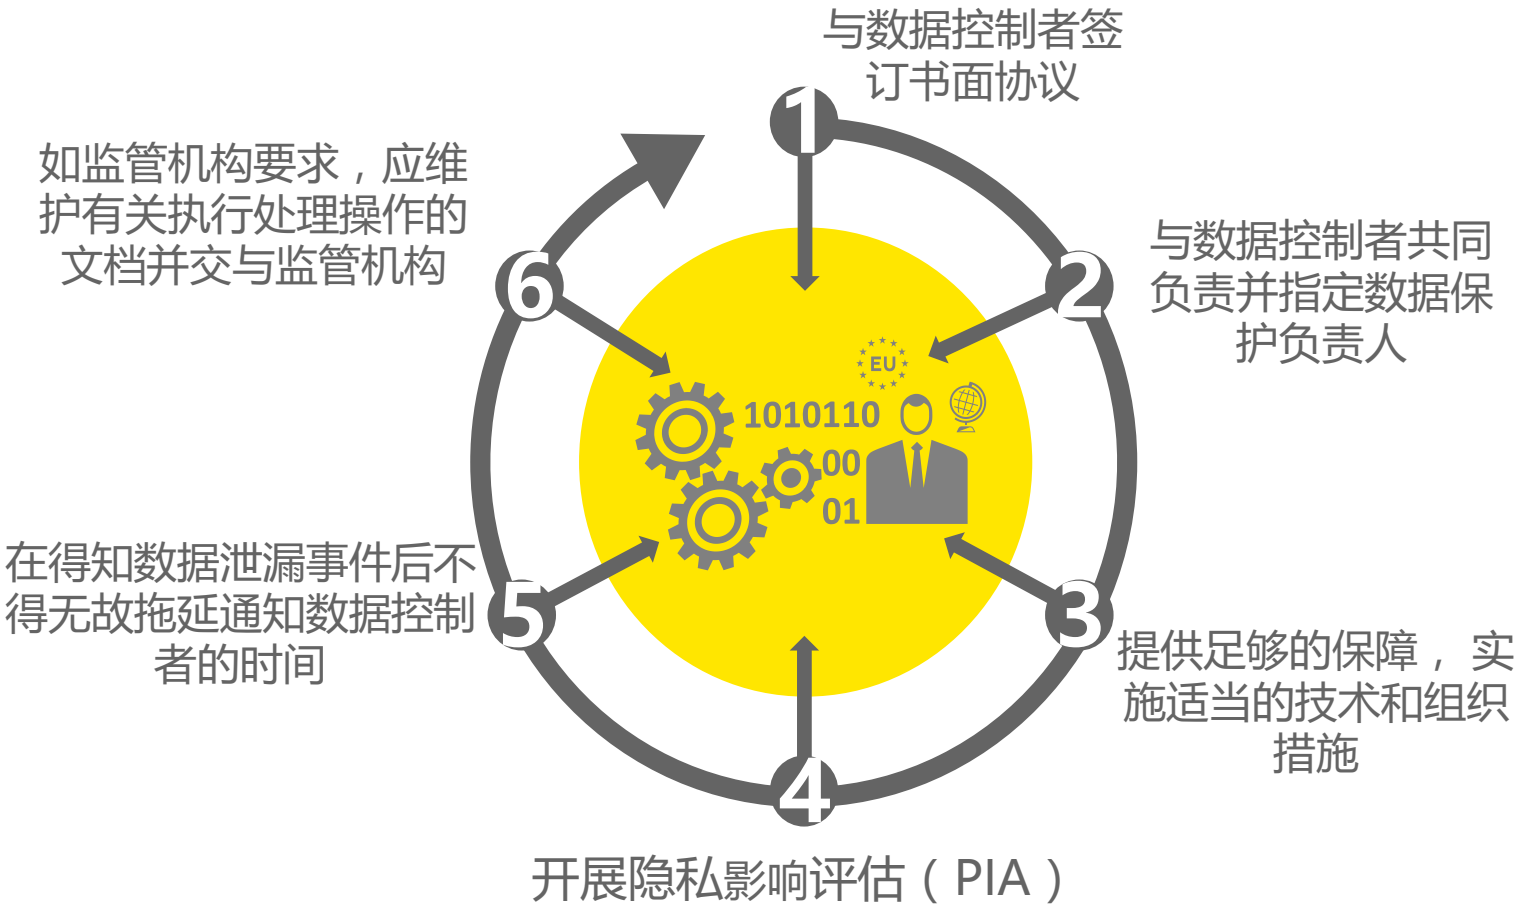 与数据控制者签
订书面协议
1
如监管机构要求，应维
护有关执行处理操作的
文档并交与监管机构
6
与数据控制者共同
负责并指定数据保
护负责人
2
EU
1010110
00
01
在得知数据泄漏事件后不
得无故拖延通知数据控制
者的时间
5
3
提供足够的保障， 实
施适当的技术和组织
措施
4
开展隐私影响评估（PIA）